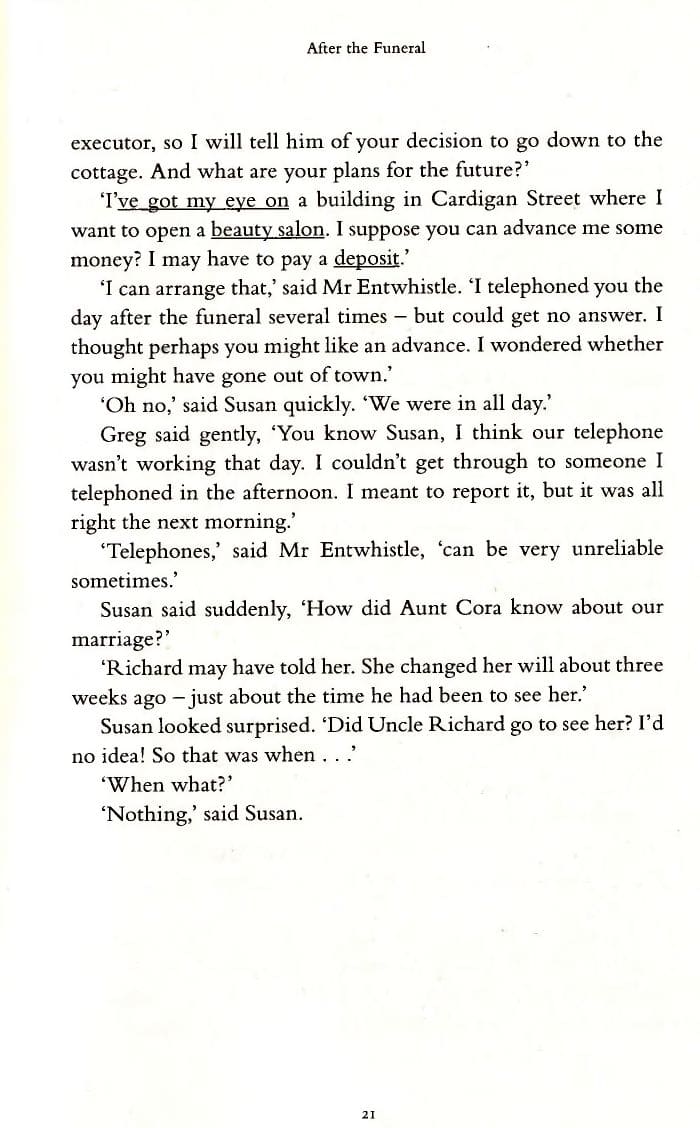 After the Funeral
executor, so I will tell him of your decision to go down to the
cottage. And what are your plans for the future?’
‘I’ve got my eye on a building in Cardigan Street where I
want to open a beauty salon. I suppose you can advance me some
money? I may have to pay a deposit.’
‘I can arrange that,’ said Mr Entwhistle. ‘I telephoned you the
day after the funeral several times – but could get no answer. I
thought perhaps you might like an advance. I wondered whether
you might have gone out of town.’
‘Oh no,’ said Susan quickly. ‘We were in all day.’
Greg said gently, ‘You know Susan, I think our telephone
wasn’t working that day. I couldn’t get through to someone I
telephoned in the afternoon. I meant to report it, but it was all
right the next morning.’
‘Telephones,’ said Mr Entwhistle, ‘can be very unreliable
sometimes.’
Susan said suddenly, ‘How did Aunt Cora know about our
marriage?’
‘Richard may have told her. She changed her will about three
weeks ago – just about the time he had been to see her.’
Susan looked surprised. ‘Did Uncle Richard go to see her? I’d
no idea! So that was when . . .’
‘When what?’
‘Nothing,’ said Susan.
21